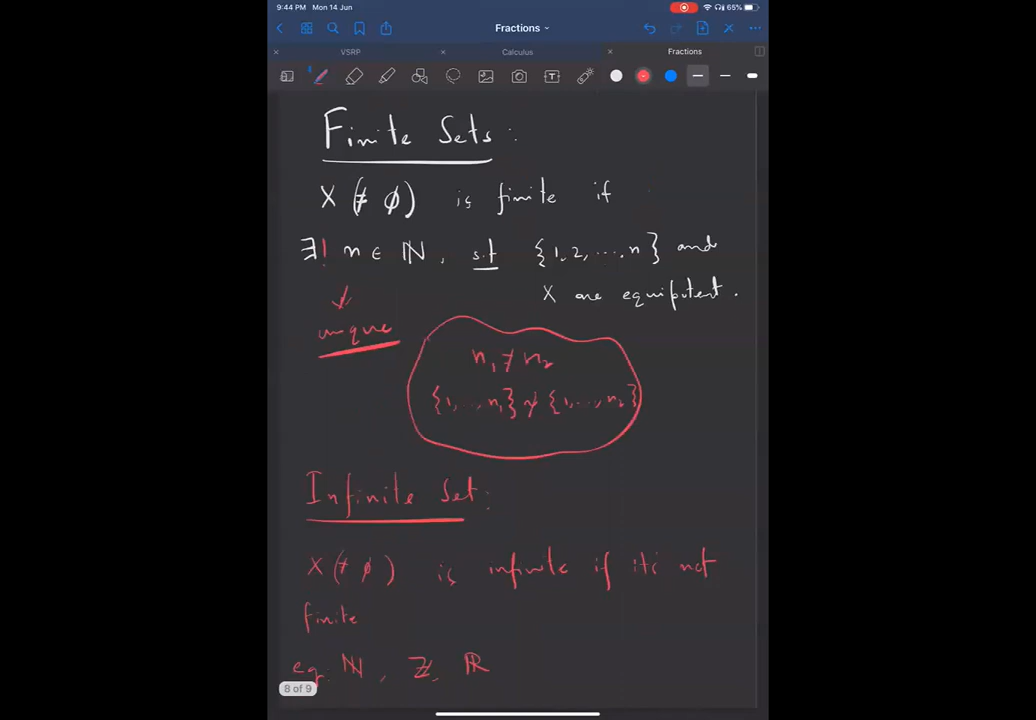 9:44 PM Mon 14 Jun 65%
Fractions
VSRP Calculus Fractions
Finite Sets:
X (≠ φ) is finite if
∃! n ∈ ℕ, s.t {1, 2, ..., n} and
X are equipotent.
unique
n₁ ≠ n₂
{1, ..., n₁} ≁ {1, ..., n₂}
Infinite Set:
X (≠ φ) is infinite if it's not
finite
eg: ℕ, ℤ, ℝ
8 of 9